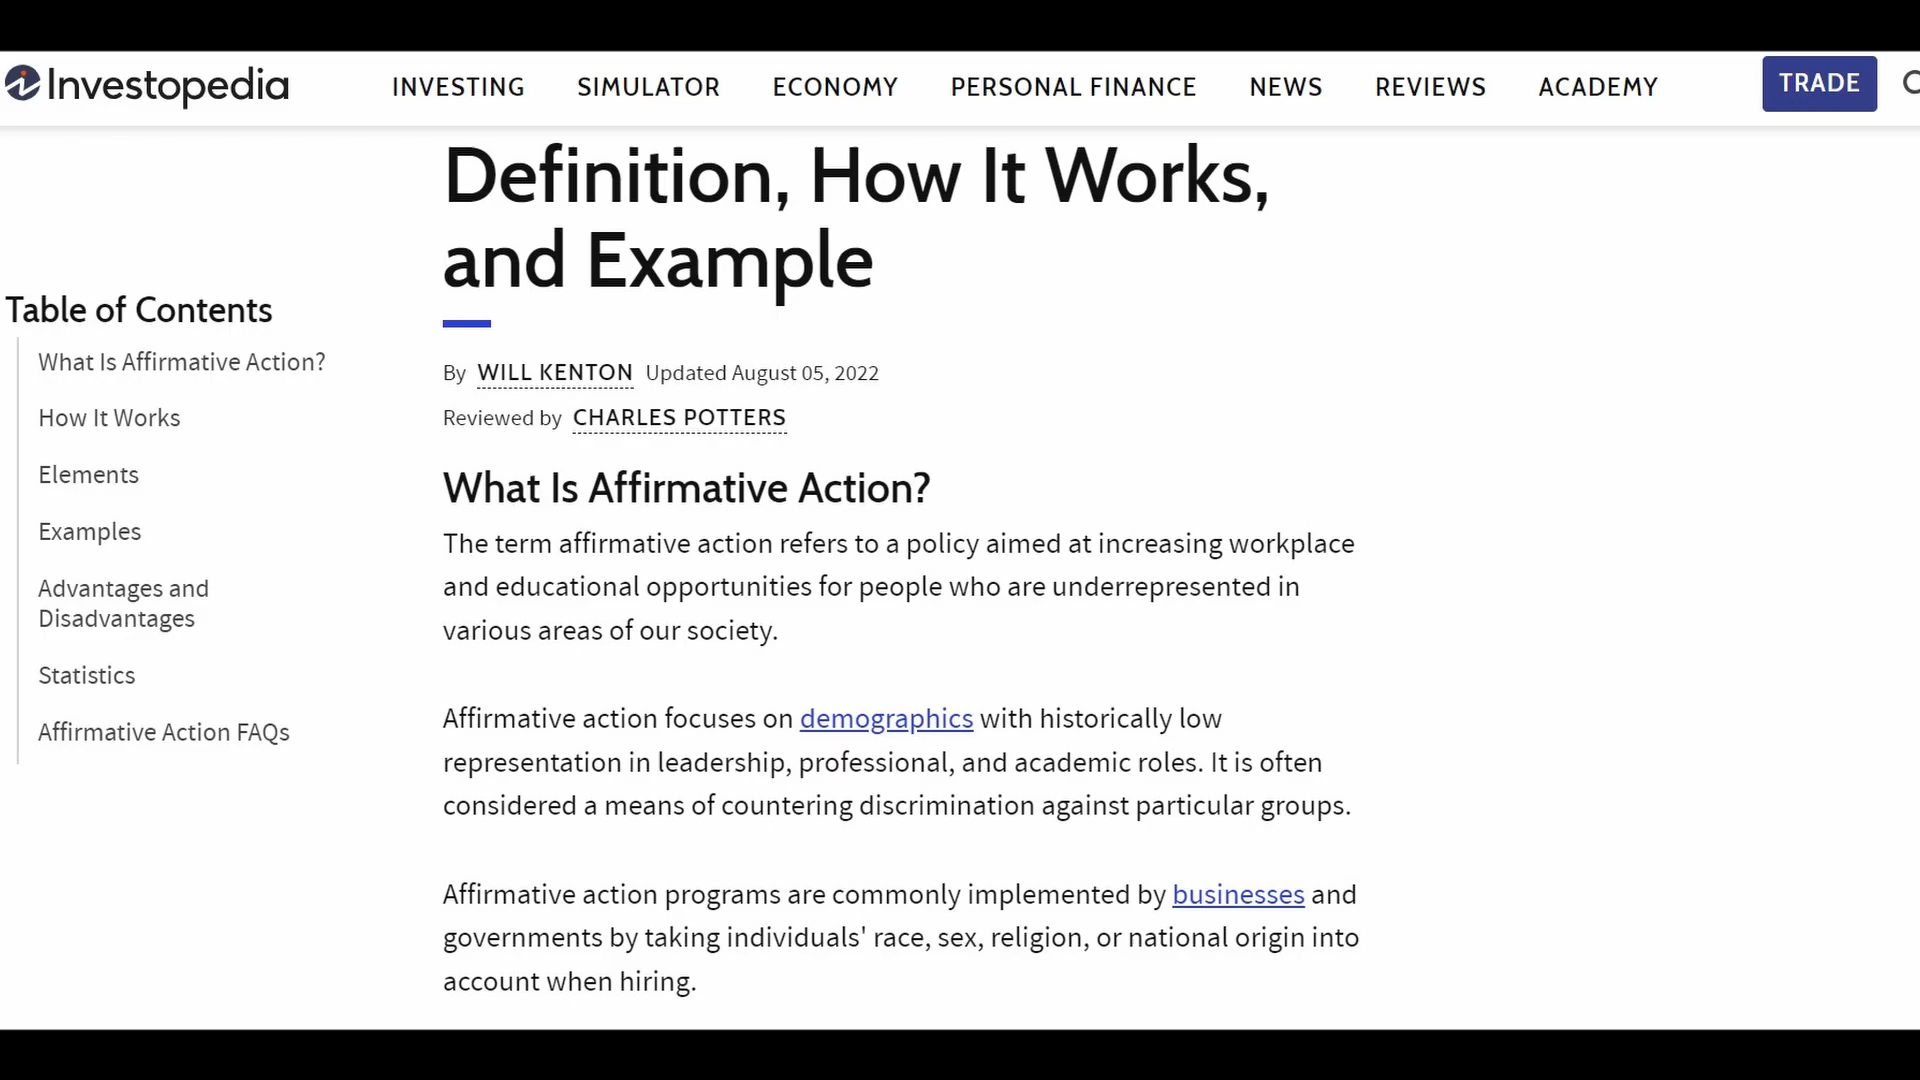 Investopedia
INVESTING SIMULATOR ECONOMY PERSONAL FINANCE NEWS REVIEWS ACADEMY TRADE
Definition, How It Works,
and Example
Table of Contents
What Is Affirmative Action?
How It Works
Elements
Examples
Advantages and
Disadvantages
Statistics
Affirmative Action FAQs
By WILL KENTON Updated August 05, 2022
Reviewed by CHARLES POTTERS
What Is Affirmative Action?
The term affirmative action refers to a policy aimed at increasing workplace
and educational opportunities for people who are underrepresented in
various areas of our society.
Affirmative action focuses on demographics with historically low
representation in leadership, professional, and academic roles. It is often
considered a means of countering discrimination against particular groups.
Affirmative action programs are commonly implemented by businesses and
governments by taking individuals' race, sex, religion, or national origin into
account when hiring.